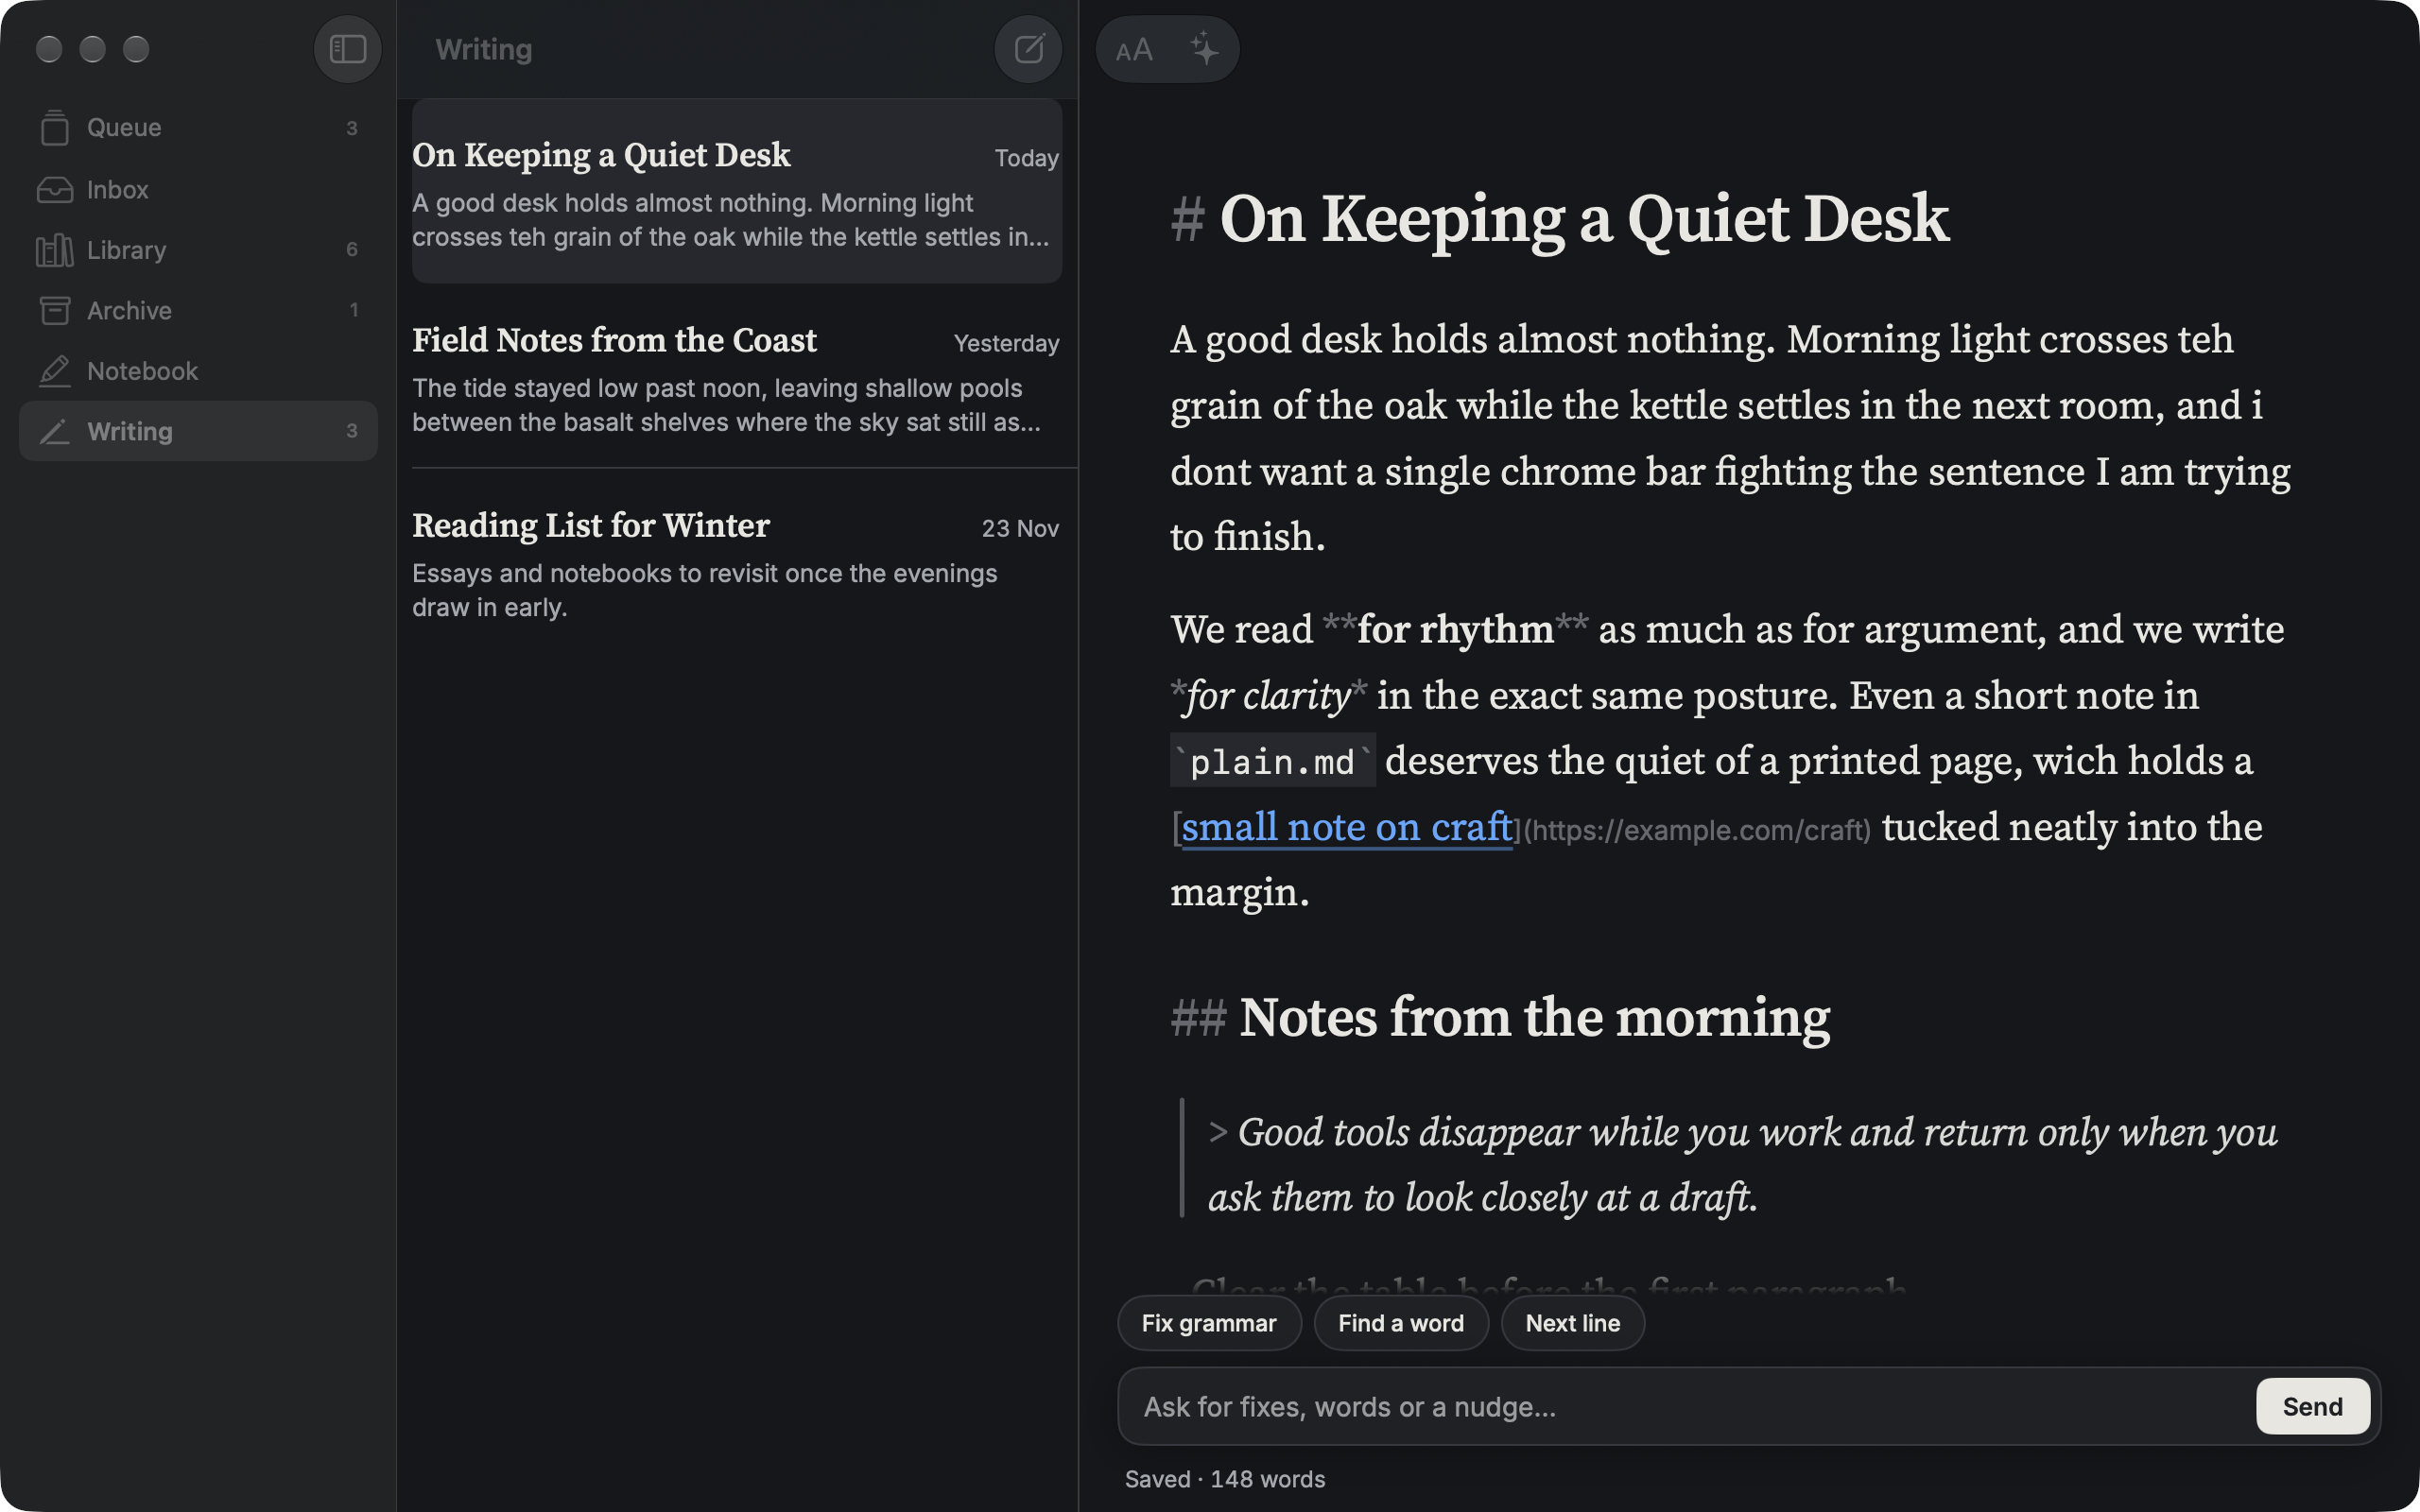 Queue 3
Inbox
Library 6
Archive 1
Notebook
Writing 3
Writing
On Keeping a Quiet Desk Today
A good desk holds almost nothing. Morning light
crosses teh grain of the oak while the kettle settles in...
Field Notes from the Coast Yesterday
The tide stayed low past noon, leaving shallow pools
between the basalt shelves where the sky sat still as...
Reading List for Winter 23 Nov
Essays and notebooks to revisit once the evenings
draw in early.
AA
# On Keeping a Quiet Desk
A good desk holds almost nothing. Morning light crosses teh
grain of the oak while the kettle settles in the next room, and i
dont want a single chrome bar fighting the sentence I am trying
to finish.
We read **for rhythm** as much as for argument, and we write
*for clarity* in the exact same posture. Even a short note in
`plain.md` deserves the quiet of a printed page, wich holds a
[small note on craft](https://example.com/craft) tucked neatly into the
margin.
## Notes from the morning
> Good tools disappear while you work and return only when you
ask them to look closely at a draft.
Clear the table before the first paragraph
Fix grammar Find a word Next line
Ask for fixes, words or a nudge... Send
Saved · 148 words